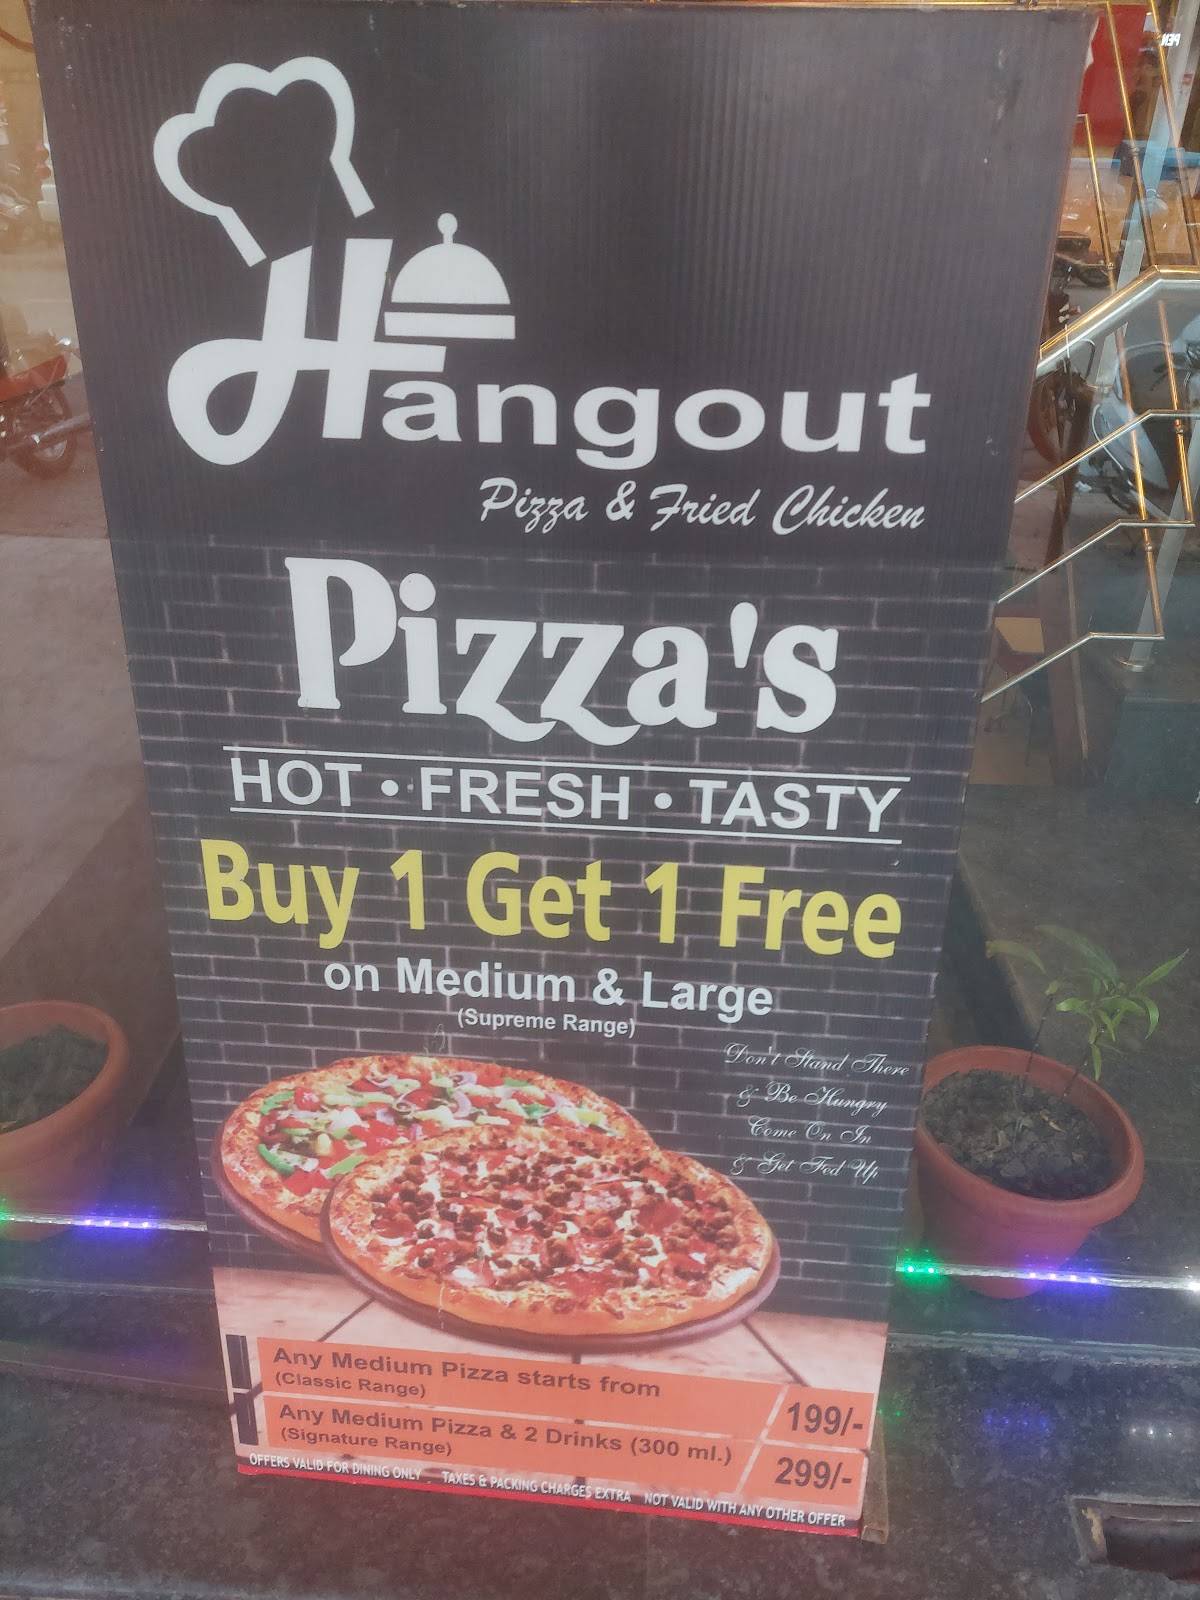 Hangout
Pizza & Fried Chicken
Pizza's
HOT • FRESH • TASTY
Buy 1 Get 1 Free
on Medium & Large
(Supreme Range)
Don't Stand There
& Be Hungry
Come On In
& Get Fed Up
Any Medium Pizza starts from
(Classic Range)
199/-
Any Medium Pizza & 2 Drinks (300 ml.)
(Signature Range)
299/-
OFFERS VALID FOR DINING ONLY TAXES & PACKING CHARGES EXTRA NOT VALID WITH ANY OTHER OFFER